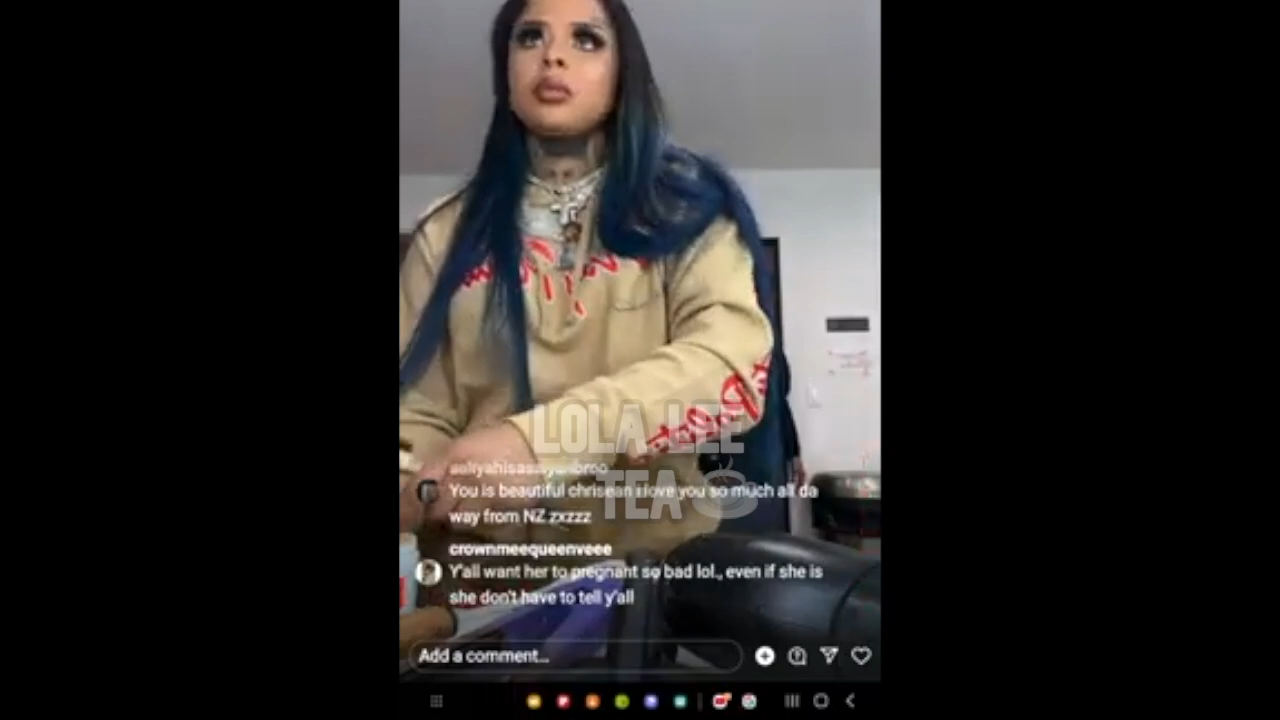 LOLA LEE
TEA
You is beautiful chrisean i love you so much all da
way from NZ zxzzz
crownmeequeenveee
Y'all want her to pregnant so bad lol., even if she is
she don't have to tell y'all
Add a comment...